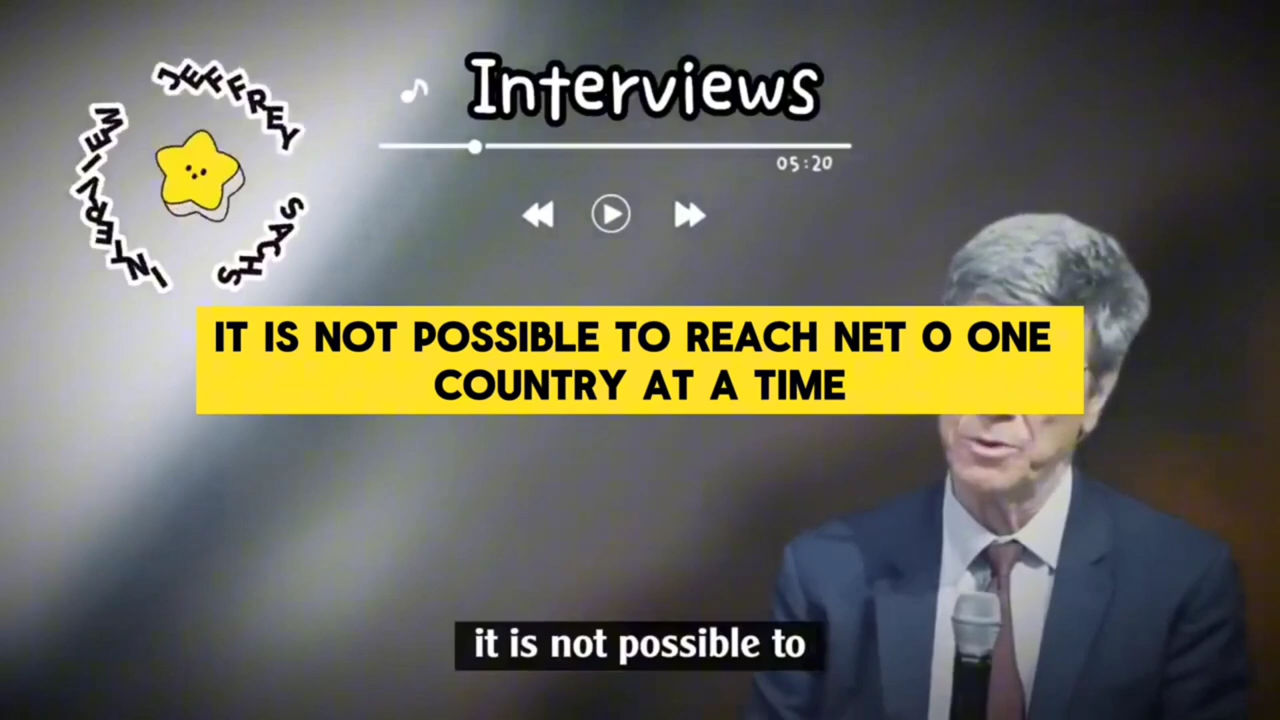 JEFFREY
SACHS
INTERVIEW
Interviews
05:20
IT IS NOT POSSIBLE TO REACH NET 0 ONE
COUNTRY AT A TIME
it is not possible to